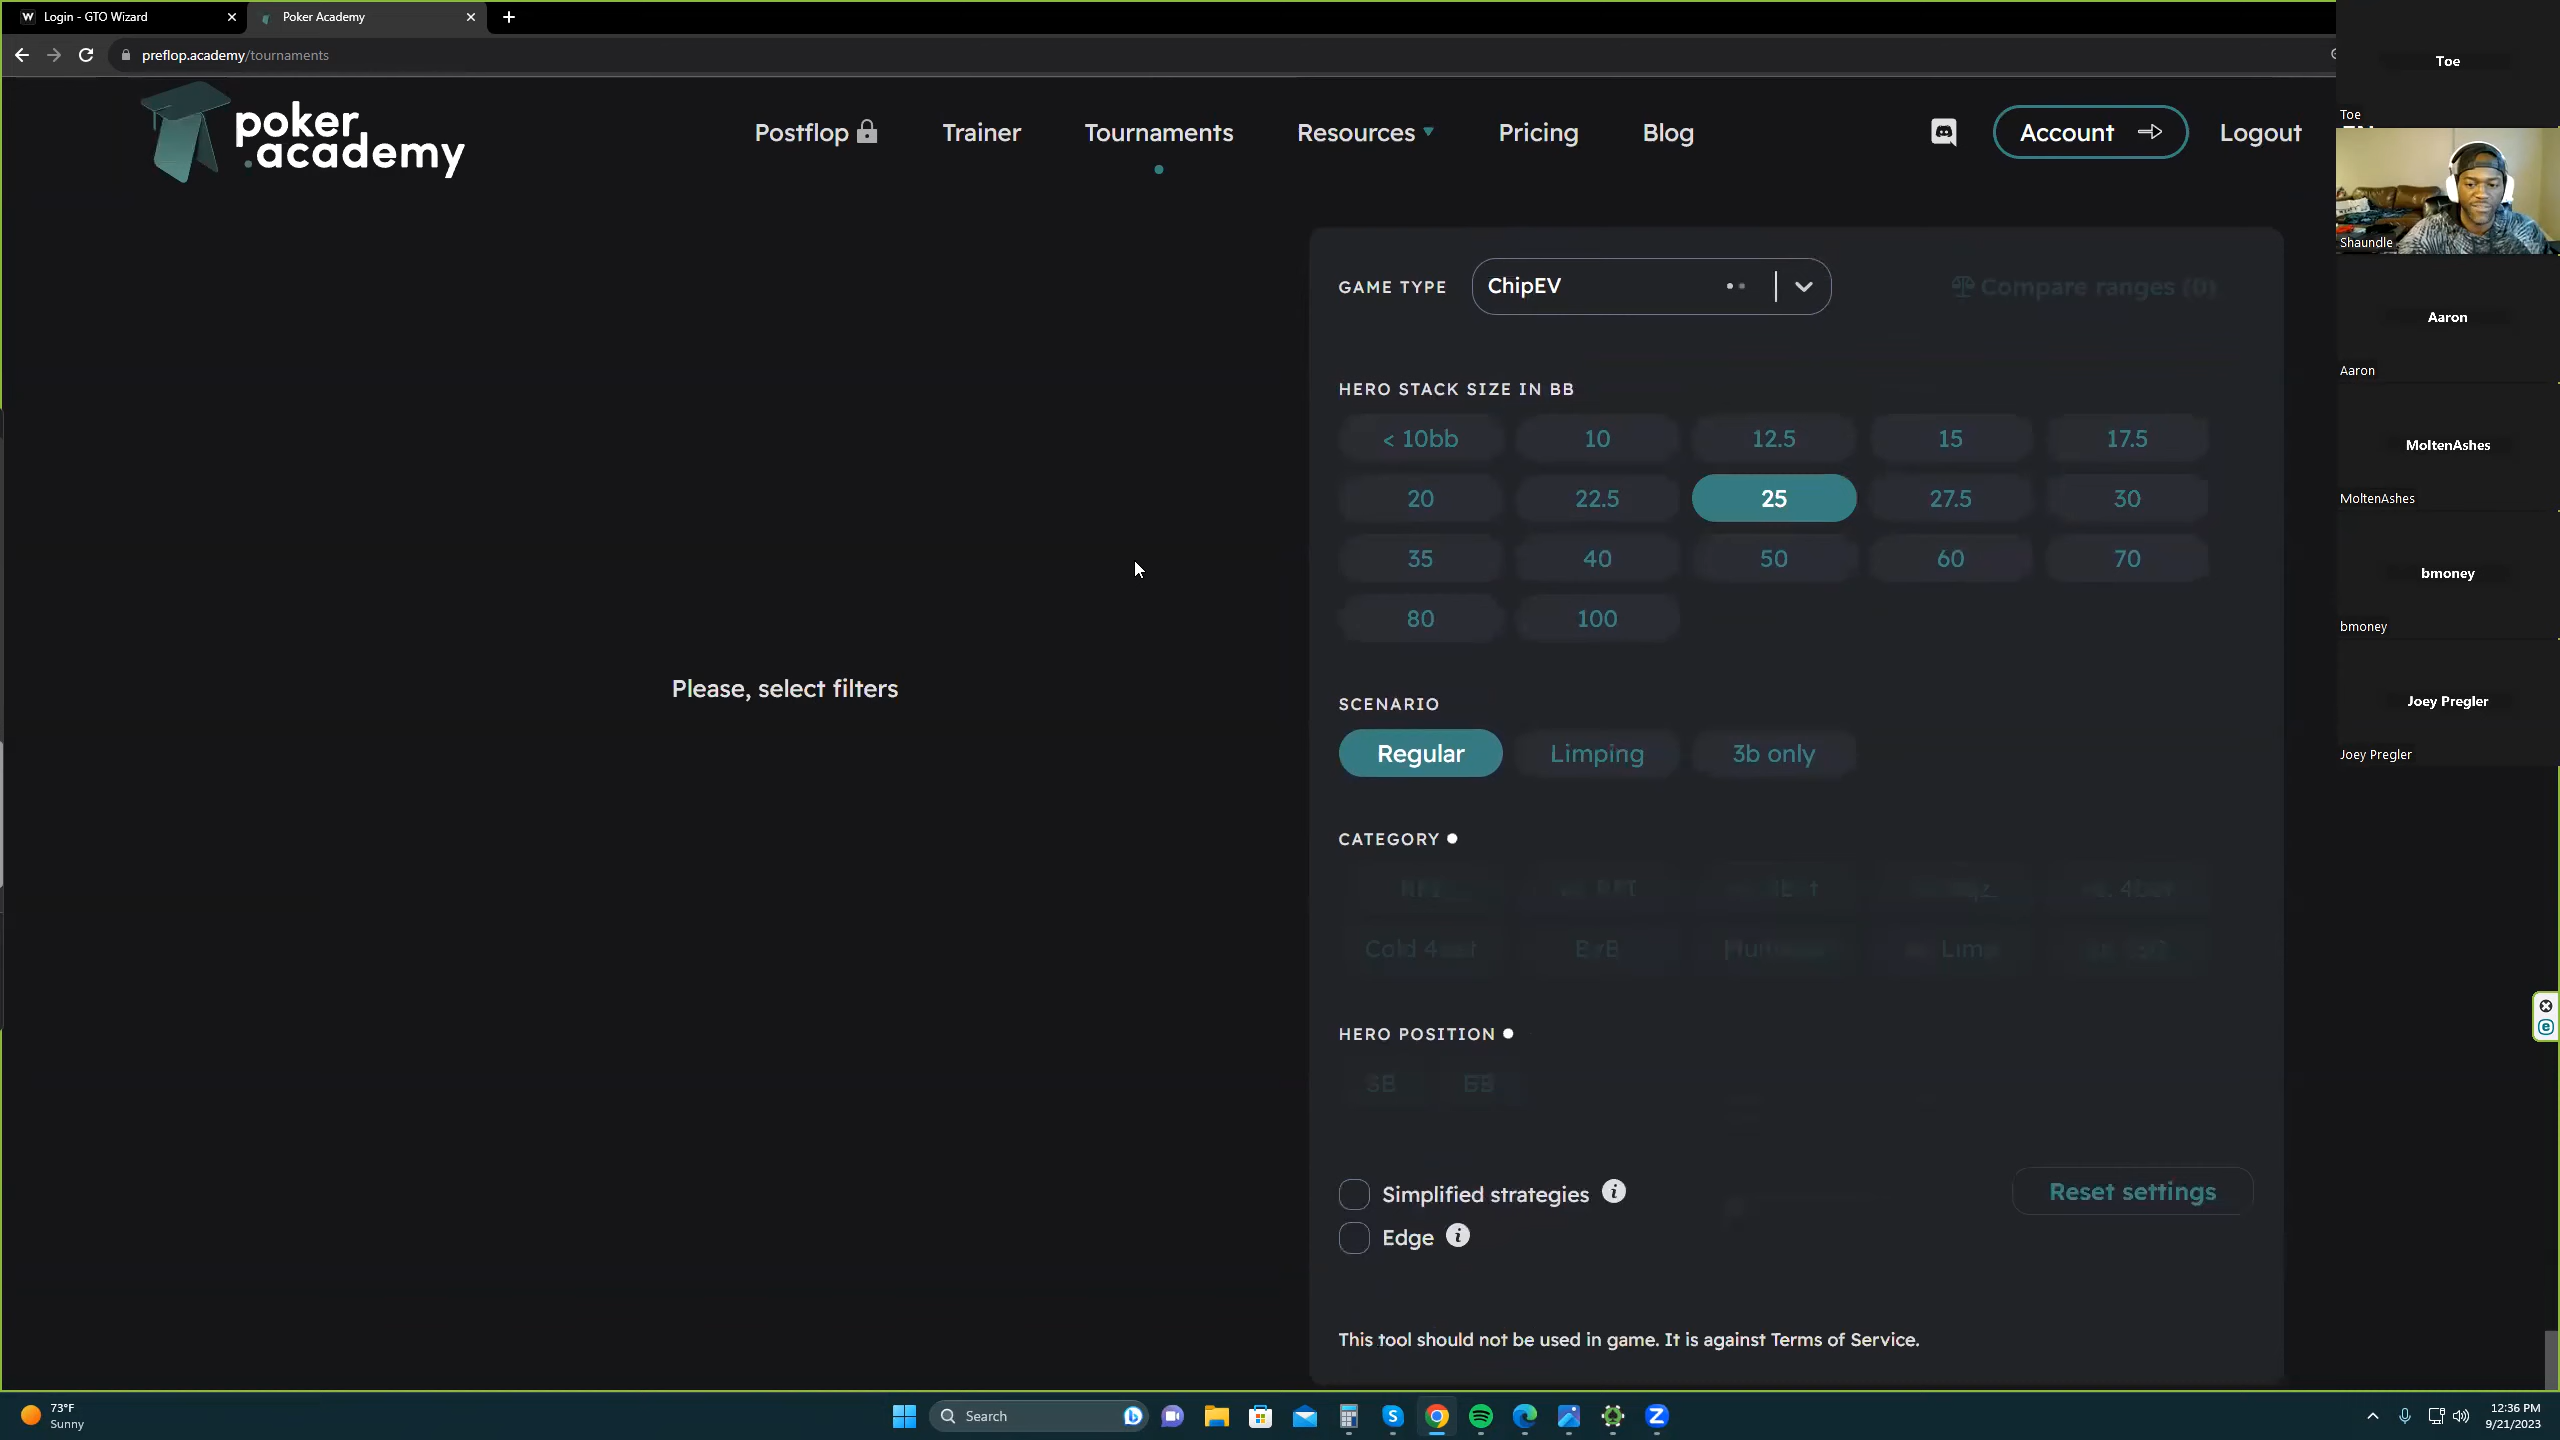 Login - GTO Wizard
Poker Academy
preflop.academy/tournaments
poker
.academy
Postflop
Trainer
Tournaments
Resources
Pricing
Blog
Account
Logout
GAME TYPE
ChipEV
Compare ranges (0)
HERO STACK SIZE IN BB
< 10bb 10 12.5 15 17.5
20 22.5 25 27.5 30
35 40 50 60 70
80 100
Please, select filters
SCENARIO
Regular Limping 3b only
CATEGORY
HERO POSITION
SB BB
Simplified strategies
Reset settings
Edge
This tool should not be used in game. It is against Terms of Service.
Toe
Toe
Shaundle
Aaron
Aaron
MoltenAshes
MoltenAshes
bmoney
bmoney
Joey Pregler
Joey Pregler
73°F
Sunny
Search
12:36 PM
9/21/2023